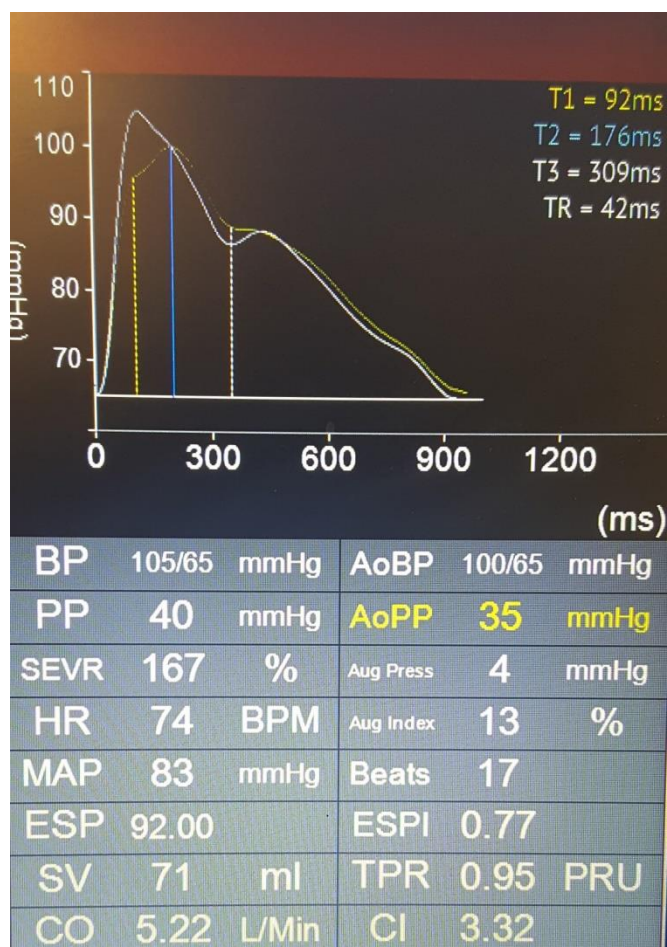 110
100
90
80
70
(mmHg)
T1 = 92ms
T2 = 176ms
T3 = 309ms
TR = 42ms
0 300 600 900 1200
(ms)
BP 105/65 mmHg AoBP 100/65 mmHg
PP 40 mmHg AoPP 35 mmHg
SEVR 167 % Aug Press 4 mmHg
HR 74 BPM Aug Index 13 %
MAP 83 mmHg Beats 17
ESP 92.00 ESPI 0.77
SV 71 ml TPR 0.95 PRU
CO 5.22 L/Min CI 3.32